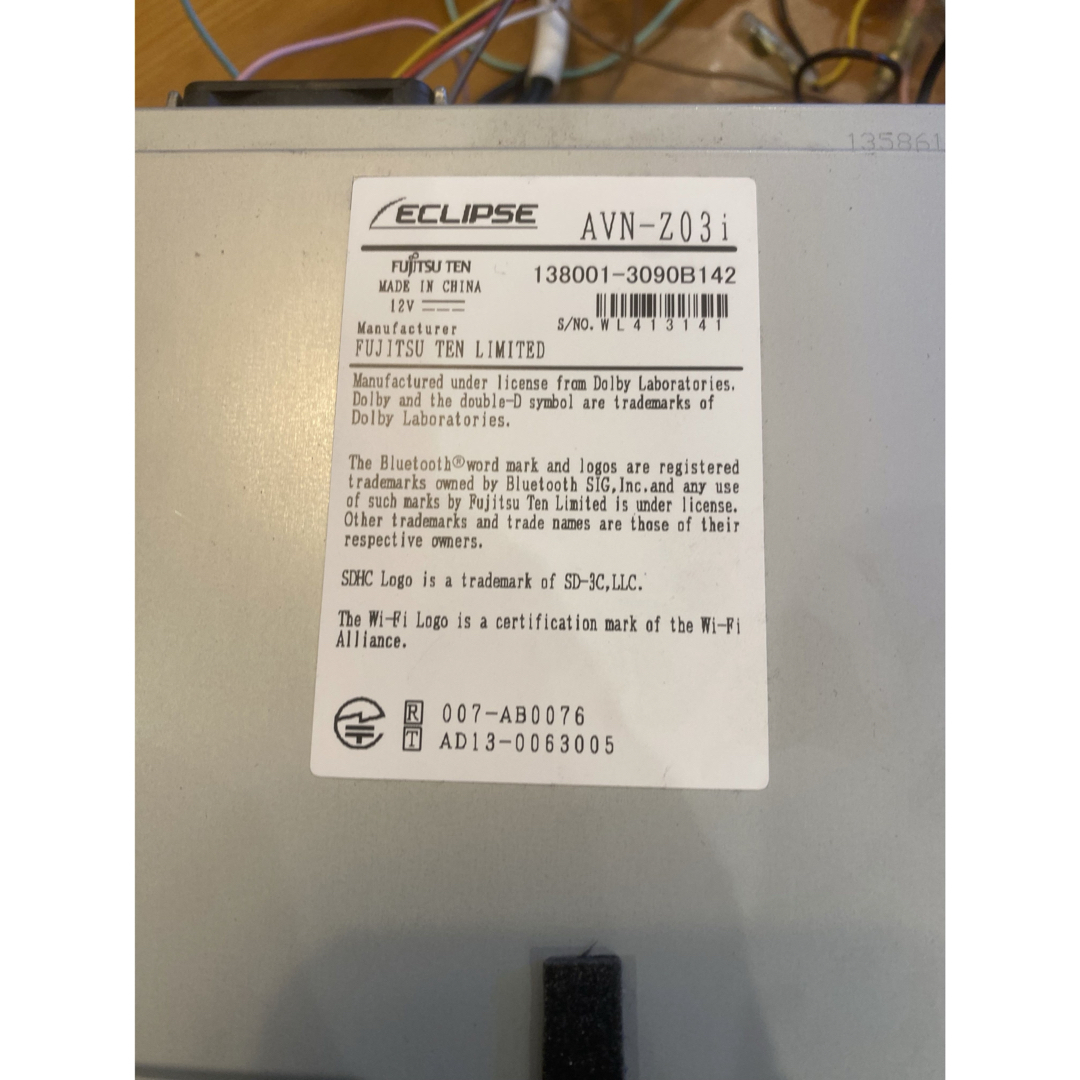 135861
ECLIPSE
AVN-Z03i
FUJITSU TEN
138001-3090B142
MADE IN CHINA
12V
S/NO. WL413141
Manufacturer
FUJITSU TEN LIMITED
Manufactured under license from Dolby Laboratories.
Dolby and the double-D symbol are trademarks of
Dolby Laboratories.
The Bluetooth®word mark and logos are registered
trademarks owned by Bluetooth SIG,Inc.and any use
of such marks by Fujitsu Ten Limited is under license.
Other trademarks and trade names are those of their
respective owners.
SDHC Logo is a trademark of SD-3C,LLC.
The Wi-Fi Logo is a certification mark of the Wi-Fi
Alliance.
R 007-AB0076
T AD13-0063005